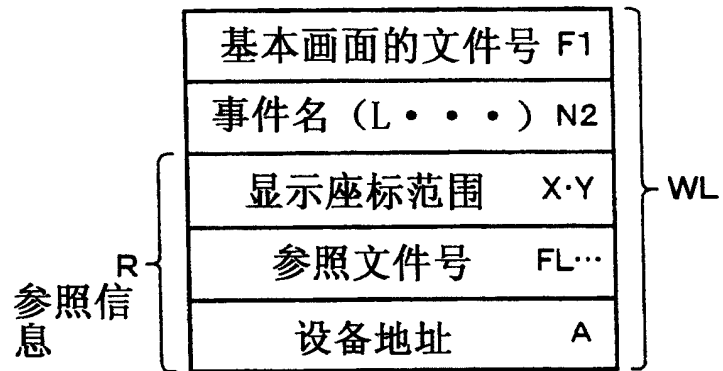 基本画面的文件号 F1
事件名（L・・・）N2
显示座标范围 X·Y
WL
参照文件号 FL···
R
参照信
息
设备地址 A